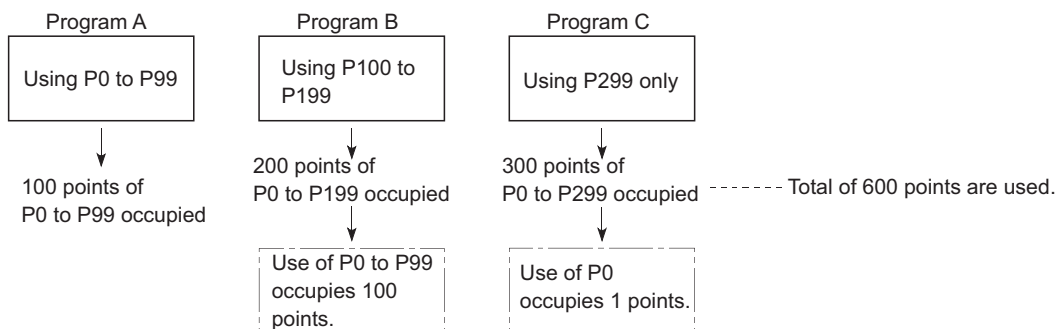 Program A
Program B
Program C
Using P0 to P99
Using P100 to
P199
Using P299 only
100 points of
P0 to P99 occupied
200 points of
P0 to P199 occupied
300 points of
P0 to P299 occupied
Total of 600 points are used.
Use of P0 to P99
occupies 100
points.
Use of P0
occupies 1 points.